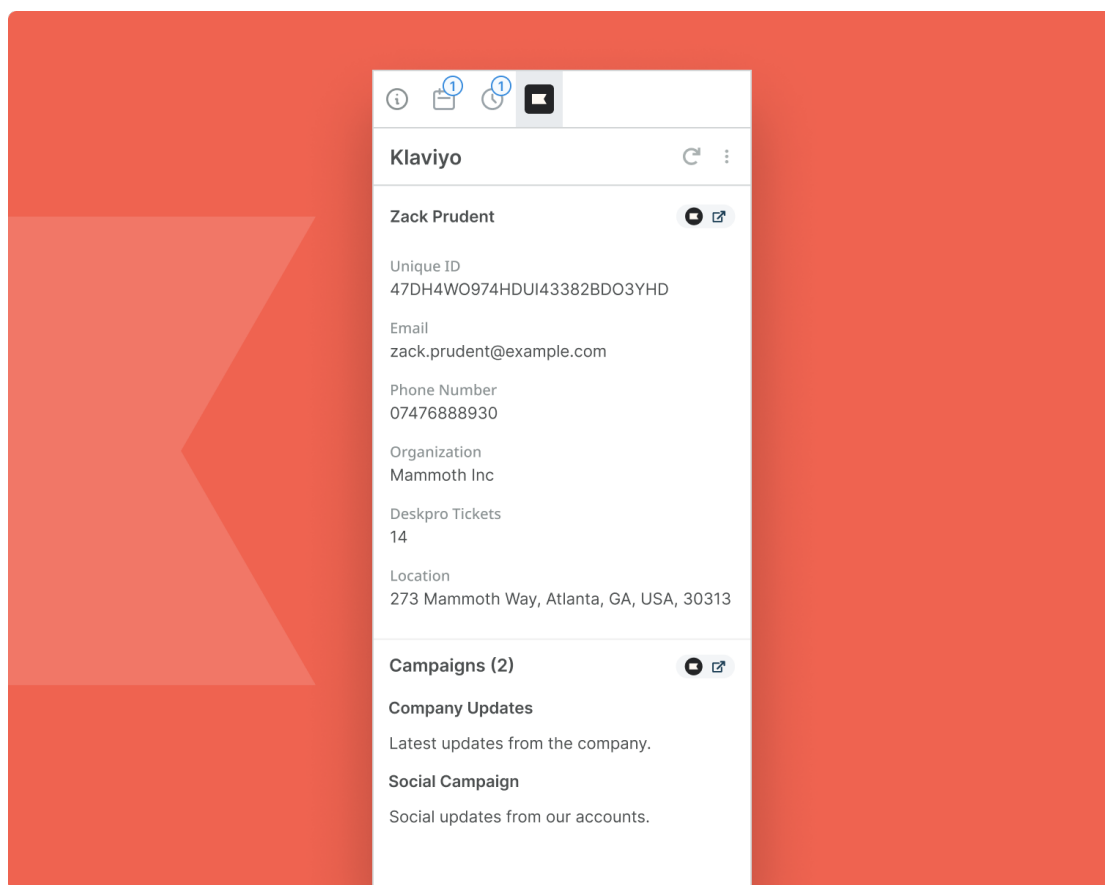 1 1
Klaviyo
Zack Prudent
Unique ID
47DH4WO974HDUI43382BDO3YHD
Email
zack.prudent@example.com
Phone Number
07476888930
Organization
Mammoth Inc
Deskpro Tickets
14
Location
273 Mammoth Way, Atlanta, GA, USA, 30313
Campaigns (2)
Company Updates
Latest updates from the company.
Social Campaign
Social updates from our accounts.